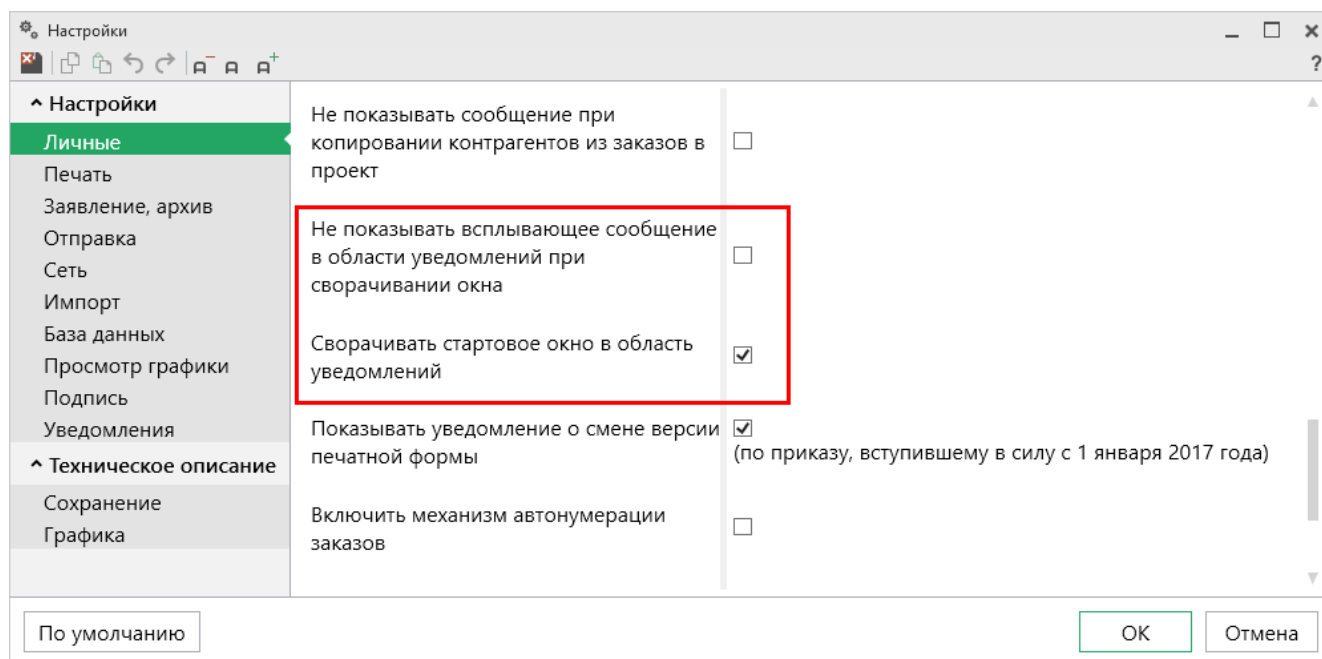 Настройки
?
Настройки
Личные
Печать
Заявление, архив
Отправка
Сеть
Импорт
База данных
Просмотр графики
Подпись
Уведомления
Техническое описание
Сохранение
Графика
Не показывать сообщение при
копировании контрагентов из заказов в
проект
Не показывать всплывающее сообщение
в области уведомлений при
сворачивании окна
Сворачивать стартовое окно в область
уведомлений
Показывать уведомление о смене версии
печатной формы
(по приказу, вступившему в силу с 1 января 2017 года)
Включить механизм автонумерации
заказов
По умолчанию
ОК
Отмена